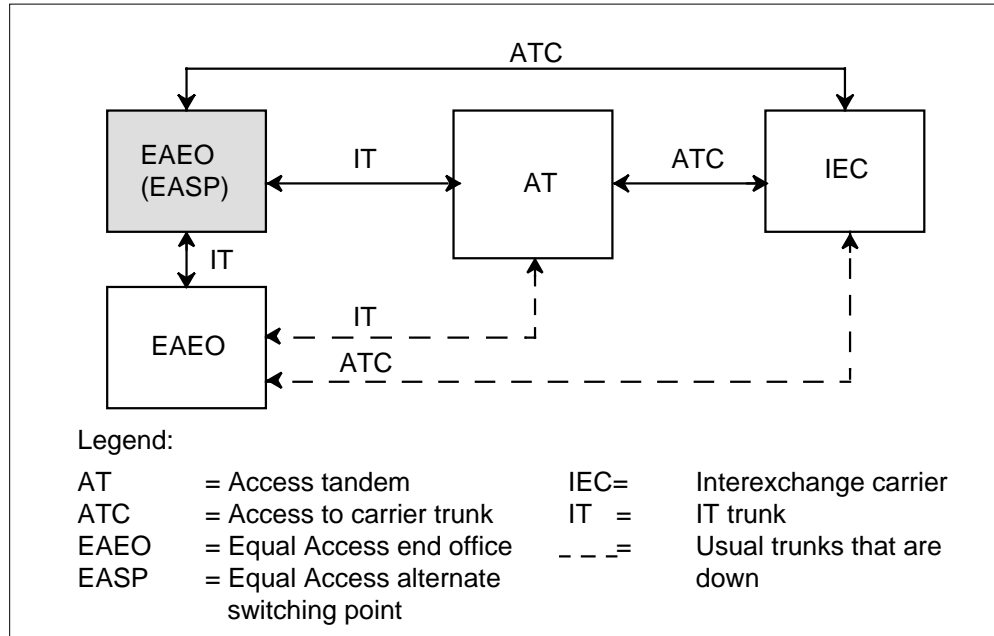 ATC
EAEO
(EASP)
IT
AT
ATC
IEC
IT
EAEO
IT
ATC
Legend:
AT = Access tandem
ATC = Access to carrier trunk
EAEO = Equal Access end office
EASP = Equal Access alternate
switching point
IEC= Interexchange carrier
IT = IT trunk
_ _ _= Usual trunks that are
down